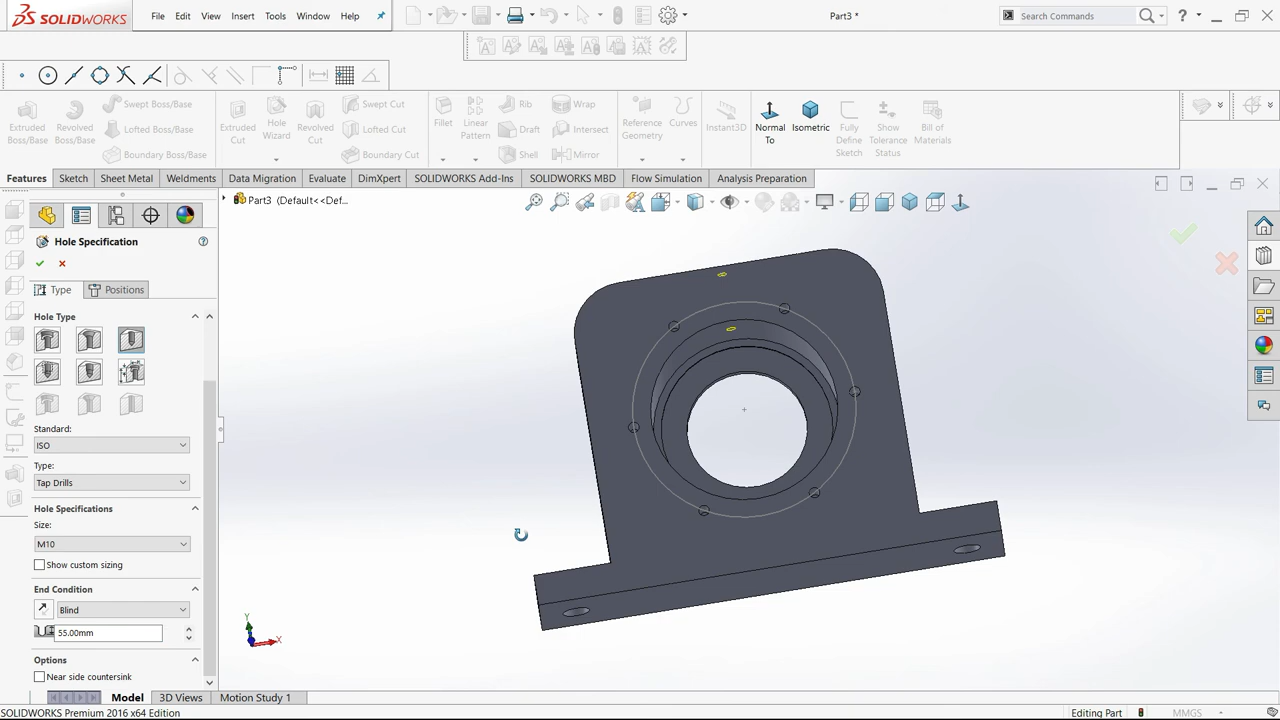 SOLIDWORKS File Edit View Insert Tools Window Help Part3 * Search Commands ?
Extruded Boss/Base Revolved Boss/Base Swept Boss/Base Lofted Boss/Base Boundary Boss/Base Extruded Cut Hole Wizard Revolved Cut Swept Cut Lofted Cut Boundary Cut Fillet Linear Pattern Rib Draft Shell Wrap Intersect Mirror Reference Geometry Curves Instant3D Normal To Isometric Fully Define Sketch Show Tolerance Status Bill of Materials
Features Sketch Sheet Metal Weldments Data Migration Evaluate DimXpert SOLIDWORKS Add-Ins SOLIDWORKS MBD Flow Simulation Analysis Preparation
Part3 (Default<<Def...
Hole Specification ?
Type Positions
Hole Type
Standard:
ISO
Type:
Tap Drills
Hole Specifications
Size:
M10
Show custom sizing
End Condition
Blind
55.00mm
Options
Near side countersink
Y
X
Model 3D Views Motion Study 1
SOLIDWORKS Premium 2016 x64 Edition Editing Part MMGS